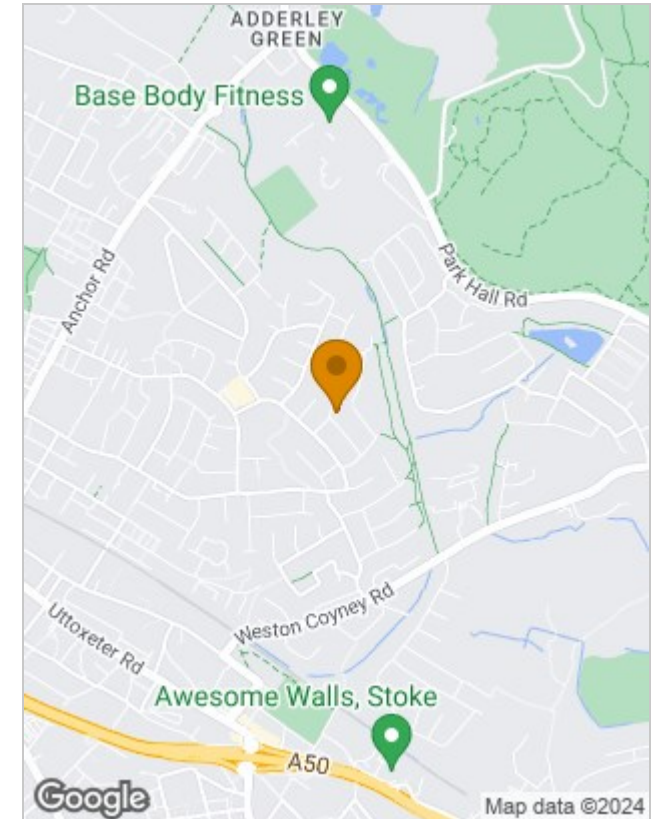 ADDERLEY
GREEN
Base Body Fitness
Anchor Rd
Park Hall Rd
Weston Coyney Rd
Uttoxeter Rd
Awesome Walls, Stoke
A50
Google
Map data ©2024